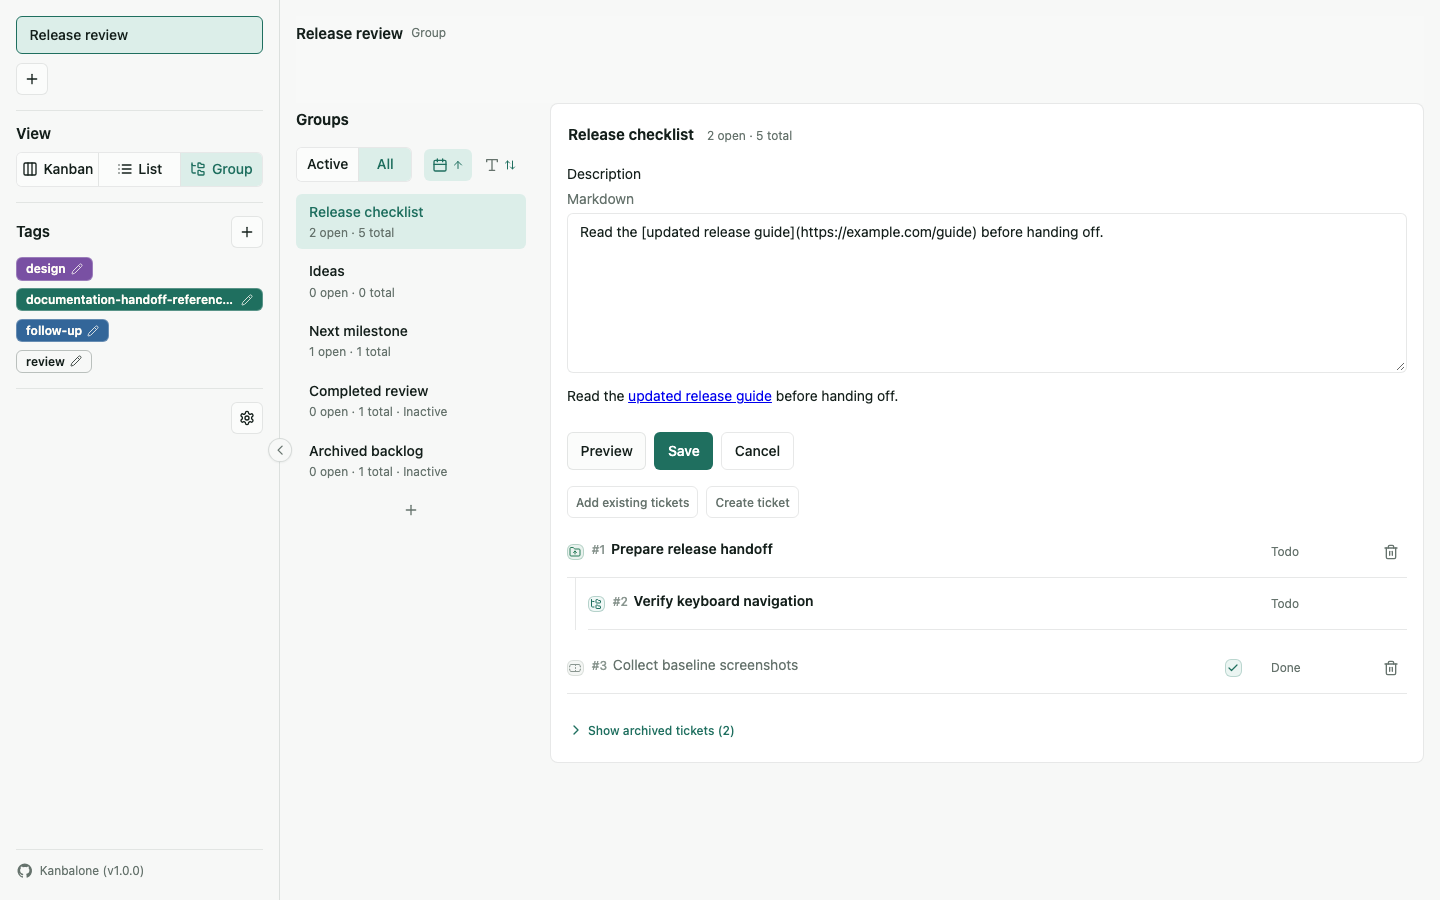 Release review
View
Kanban
List
Group
Tags
design
documentation-handoff-referenc...
follow-up
review
Kanbalone (v1.0.0)
Release review Group
Groups
Active
All
Release checklist
2 open · 5 total
Ideas
0 open · 0 total
Next milestone
1 open · 1 total
Completed review
0 open · 1 total · Inactive
Archived backlog
0 open · 1 total · Inactive
Release checklist 2 open · 5 total
Description
Markdown
Read the [updated release guide](https://example.com/guide) before handing off.
Read the updated release guide before handing off.
Preview
Save
Cancel
Add existing tickets
Create ticket
#1 Prepare release handoff Todo
#2 Verify keyboard navigation Todo
#3 Collect baseline screenshots Done
Show archived tickets (2)